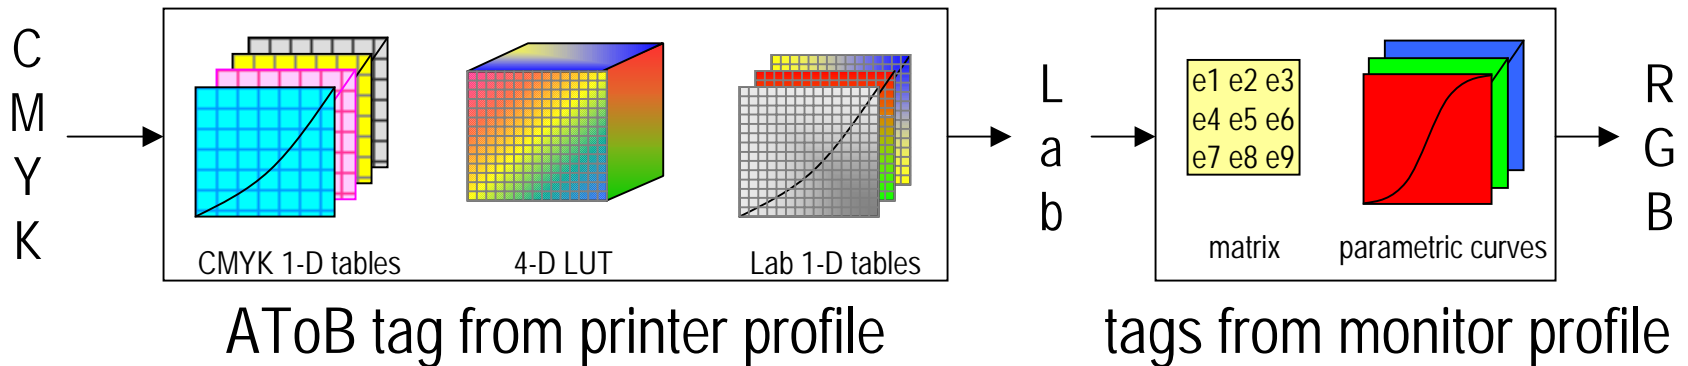 C
M
Y
K
CMYK 1-D tables
4-D LUT
Lab 1-D tables
AToB tag from printer profile
L
a
b
e1 e2 e3
e4 e5 e6
e7 e8 e9
matrix
parametric curves
tags from monitor profile
R
G
B